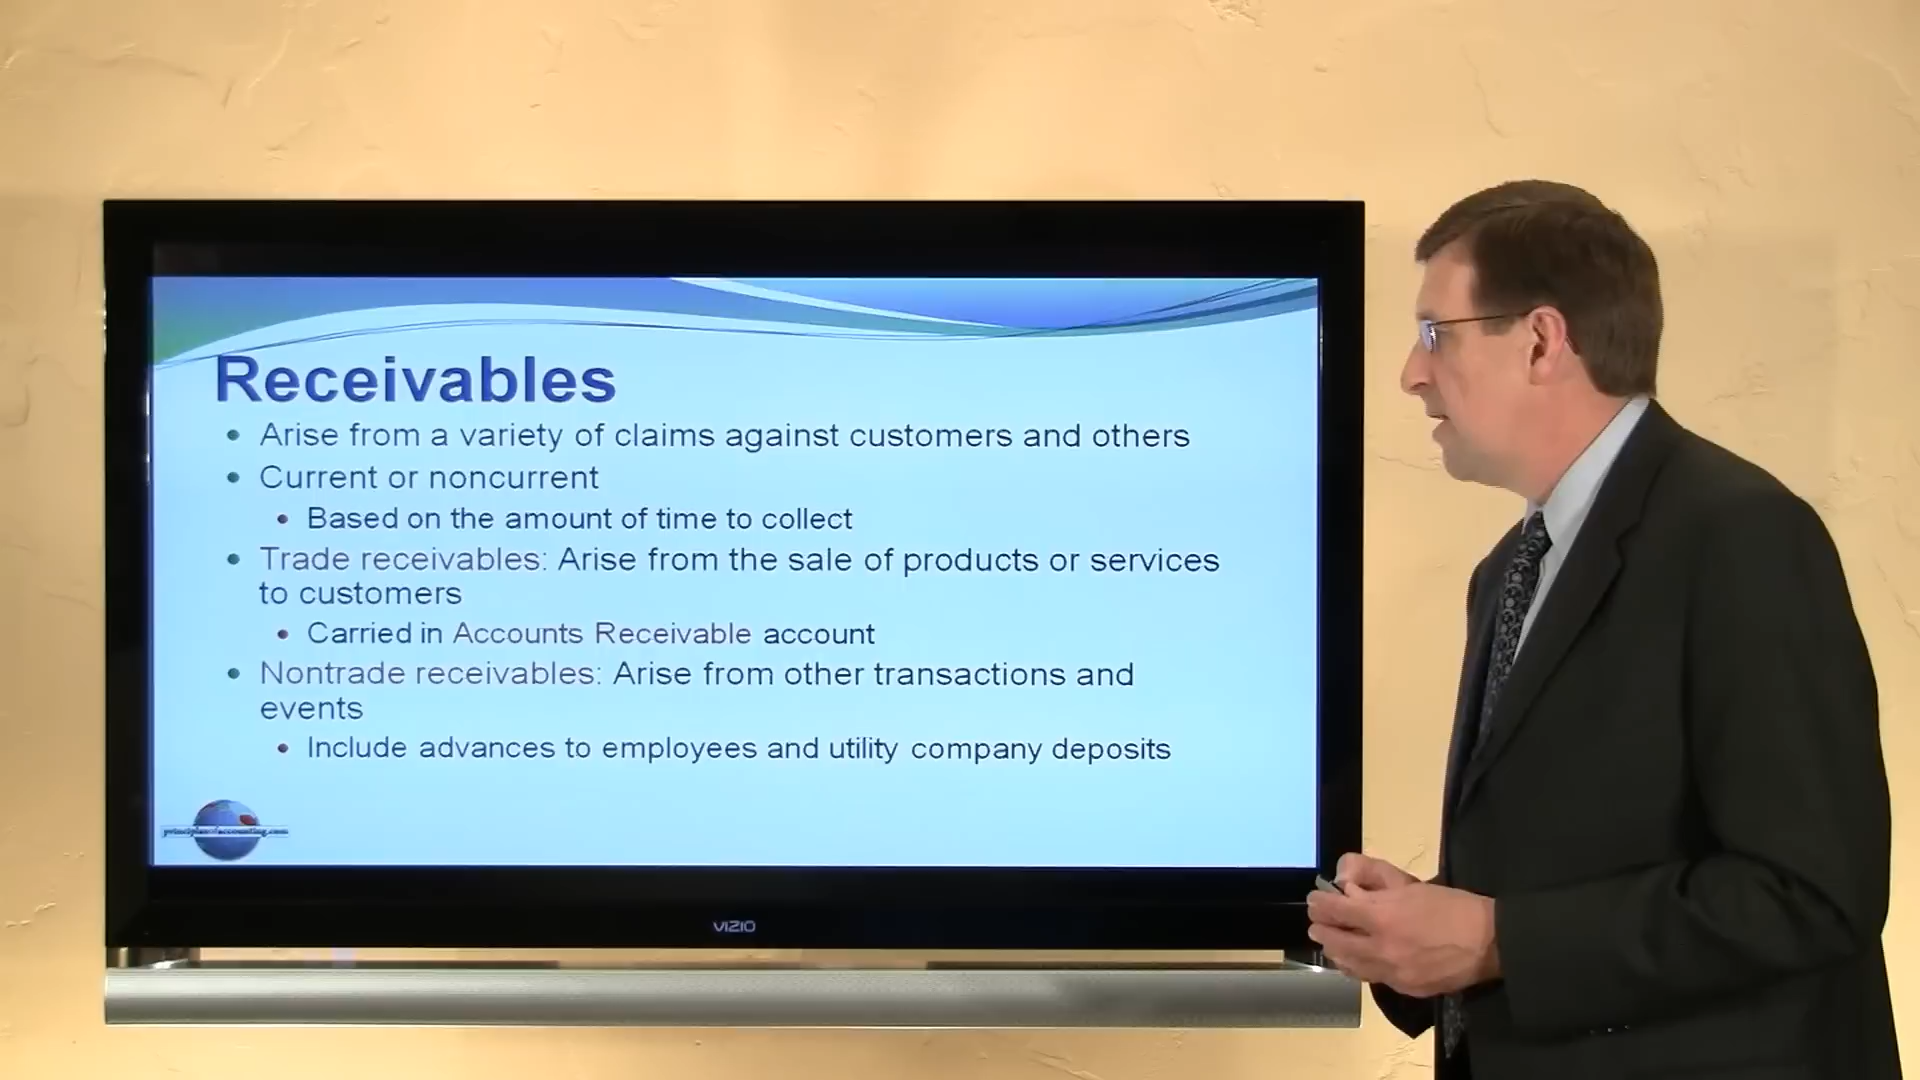 Receivables
• Arise from a variety of claims against customers and others
• Current or noncurrent
• Based on the amount of time to collect
• Trade receivables: Arise from the sale of products or services
to customers
• Carried in Accounts Receivable account
• Nontrade receivables: Arise from other transactions and
events
• Include advances to employees and utility company deposits
principlesofaccounting.com
VIZIO